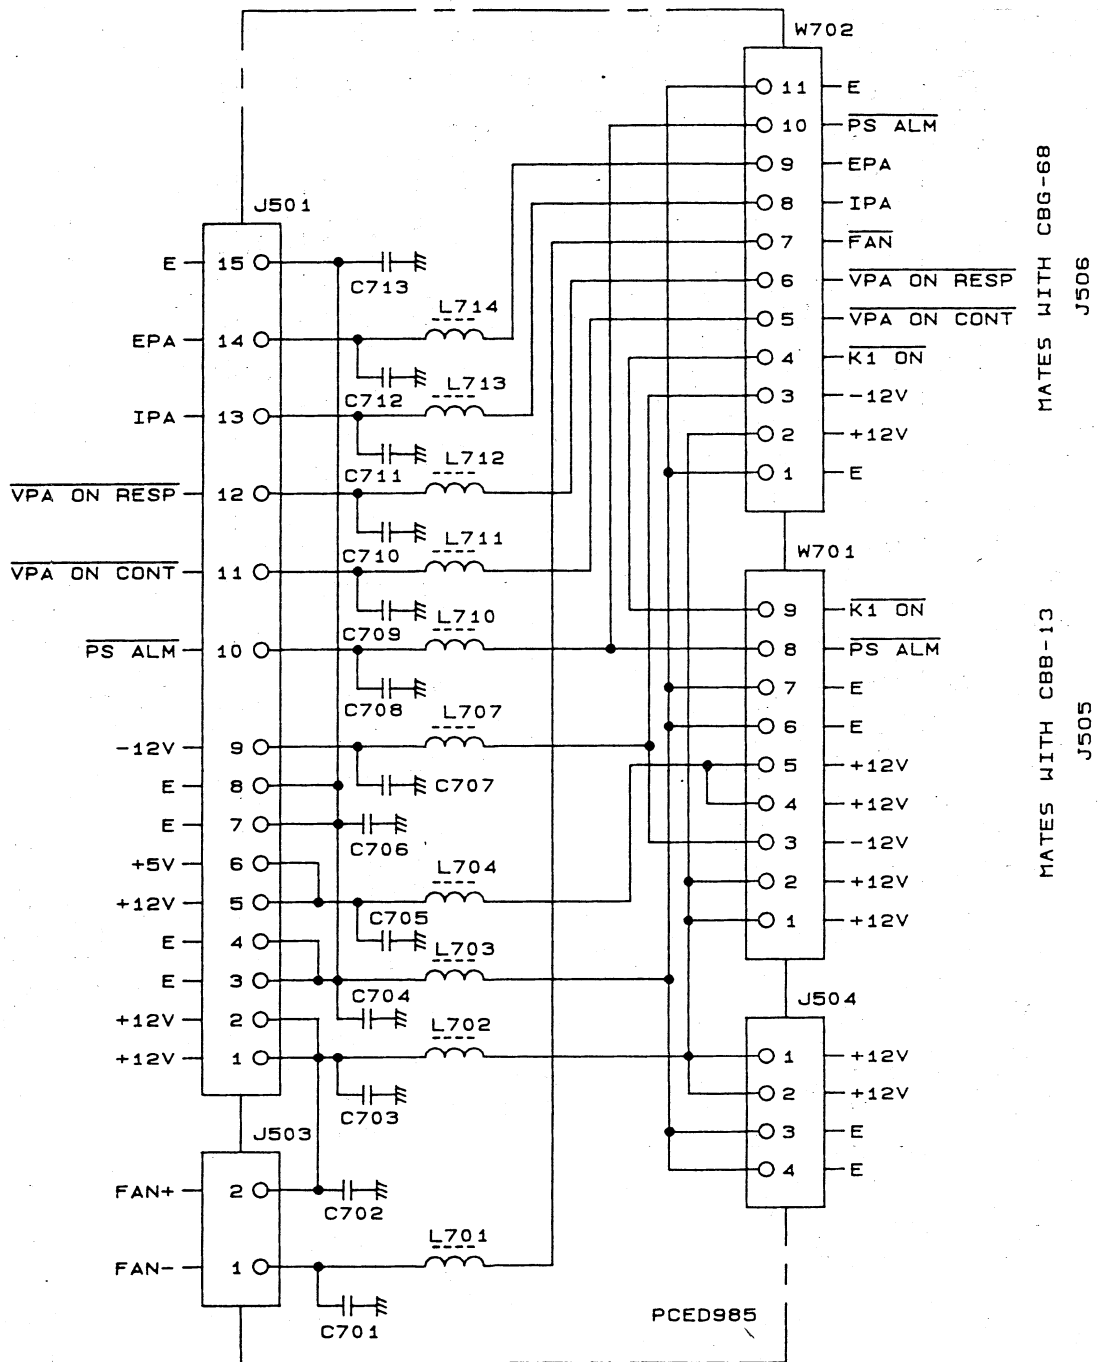 W702
11 E
10 PS ALM
9 EPA
8 IPA
7 FAN
6 VPA ON RESP
5 VPA ON CONT
4 K1 ON
3 -12V
2 +12V
1 E
MATES WITH CBG-68
J506
J501
E 15
C713
L714
EPA 14
C712
L713
IPA 13
C711
L712
VPA ON RESP 12
C710
L711
VPA ON CONT 11
C709
L710
PS ALM 10
C708
L707
-12V 9
C707
E 8
E 7
C706
+5V 6
L704
+12V 5
C705
E 4
L703
E 3
C704
+12V 2
L702
+12V 1
C703
W701
9 K1 ON
8 PS ALM
7 E
6 E
5 +12V
4 +12V
3 -12V
2 +12V
1 +12V
MATES WITH CBB-13
J505
J504
1 +12V
2 +12V
3 E
4 E
J503
FAN+ 2
C702
L701
FAN- 1
C701
PCED985